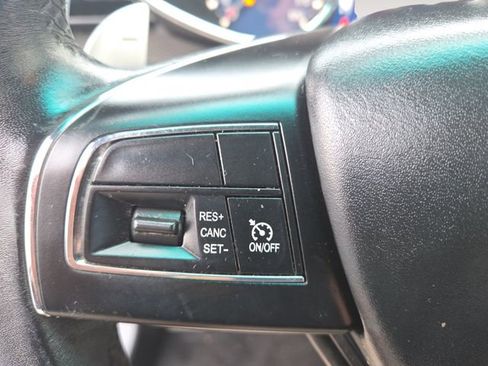 RES+
CANC
SET-
ON/OFF